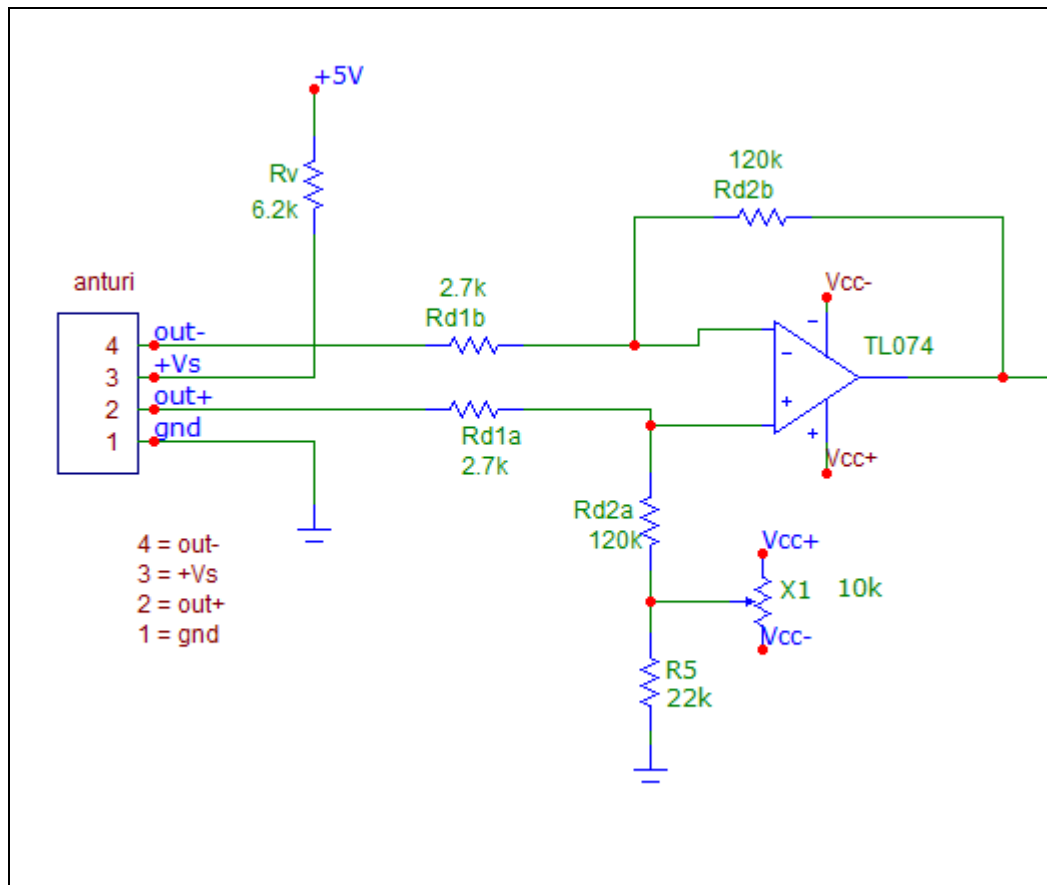 +5V
Rv
6.2k
120k
Rd2b
anturi
2.7k
Rd1b
Vcc-
−
TL074
4 out-
3 +Vs
2 out+
1 gnd
−
+
Rd1a
2.7k
+
Vcc+
Rd2a
120k
4 = out-
3 = +Vs
2 = out+
1 = gnd
Vcc+
X1 10k
Vcc-
R5
22k